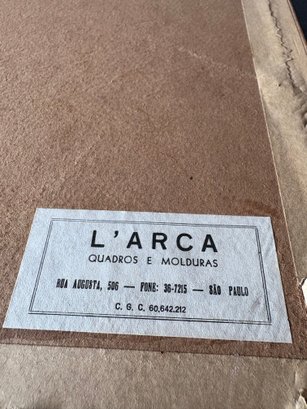 L'ARCA
QUADROS E MOLDURAS
RUA AUGUSTA, 506 — FONE: 36-7215 — SÃO PAULO
C. G. C. 60,642.212